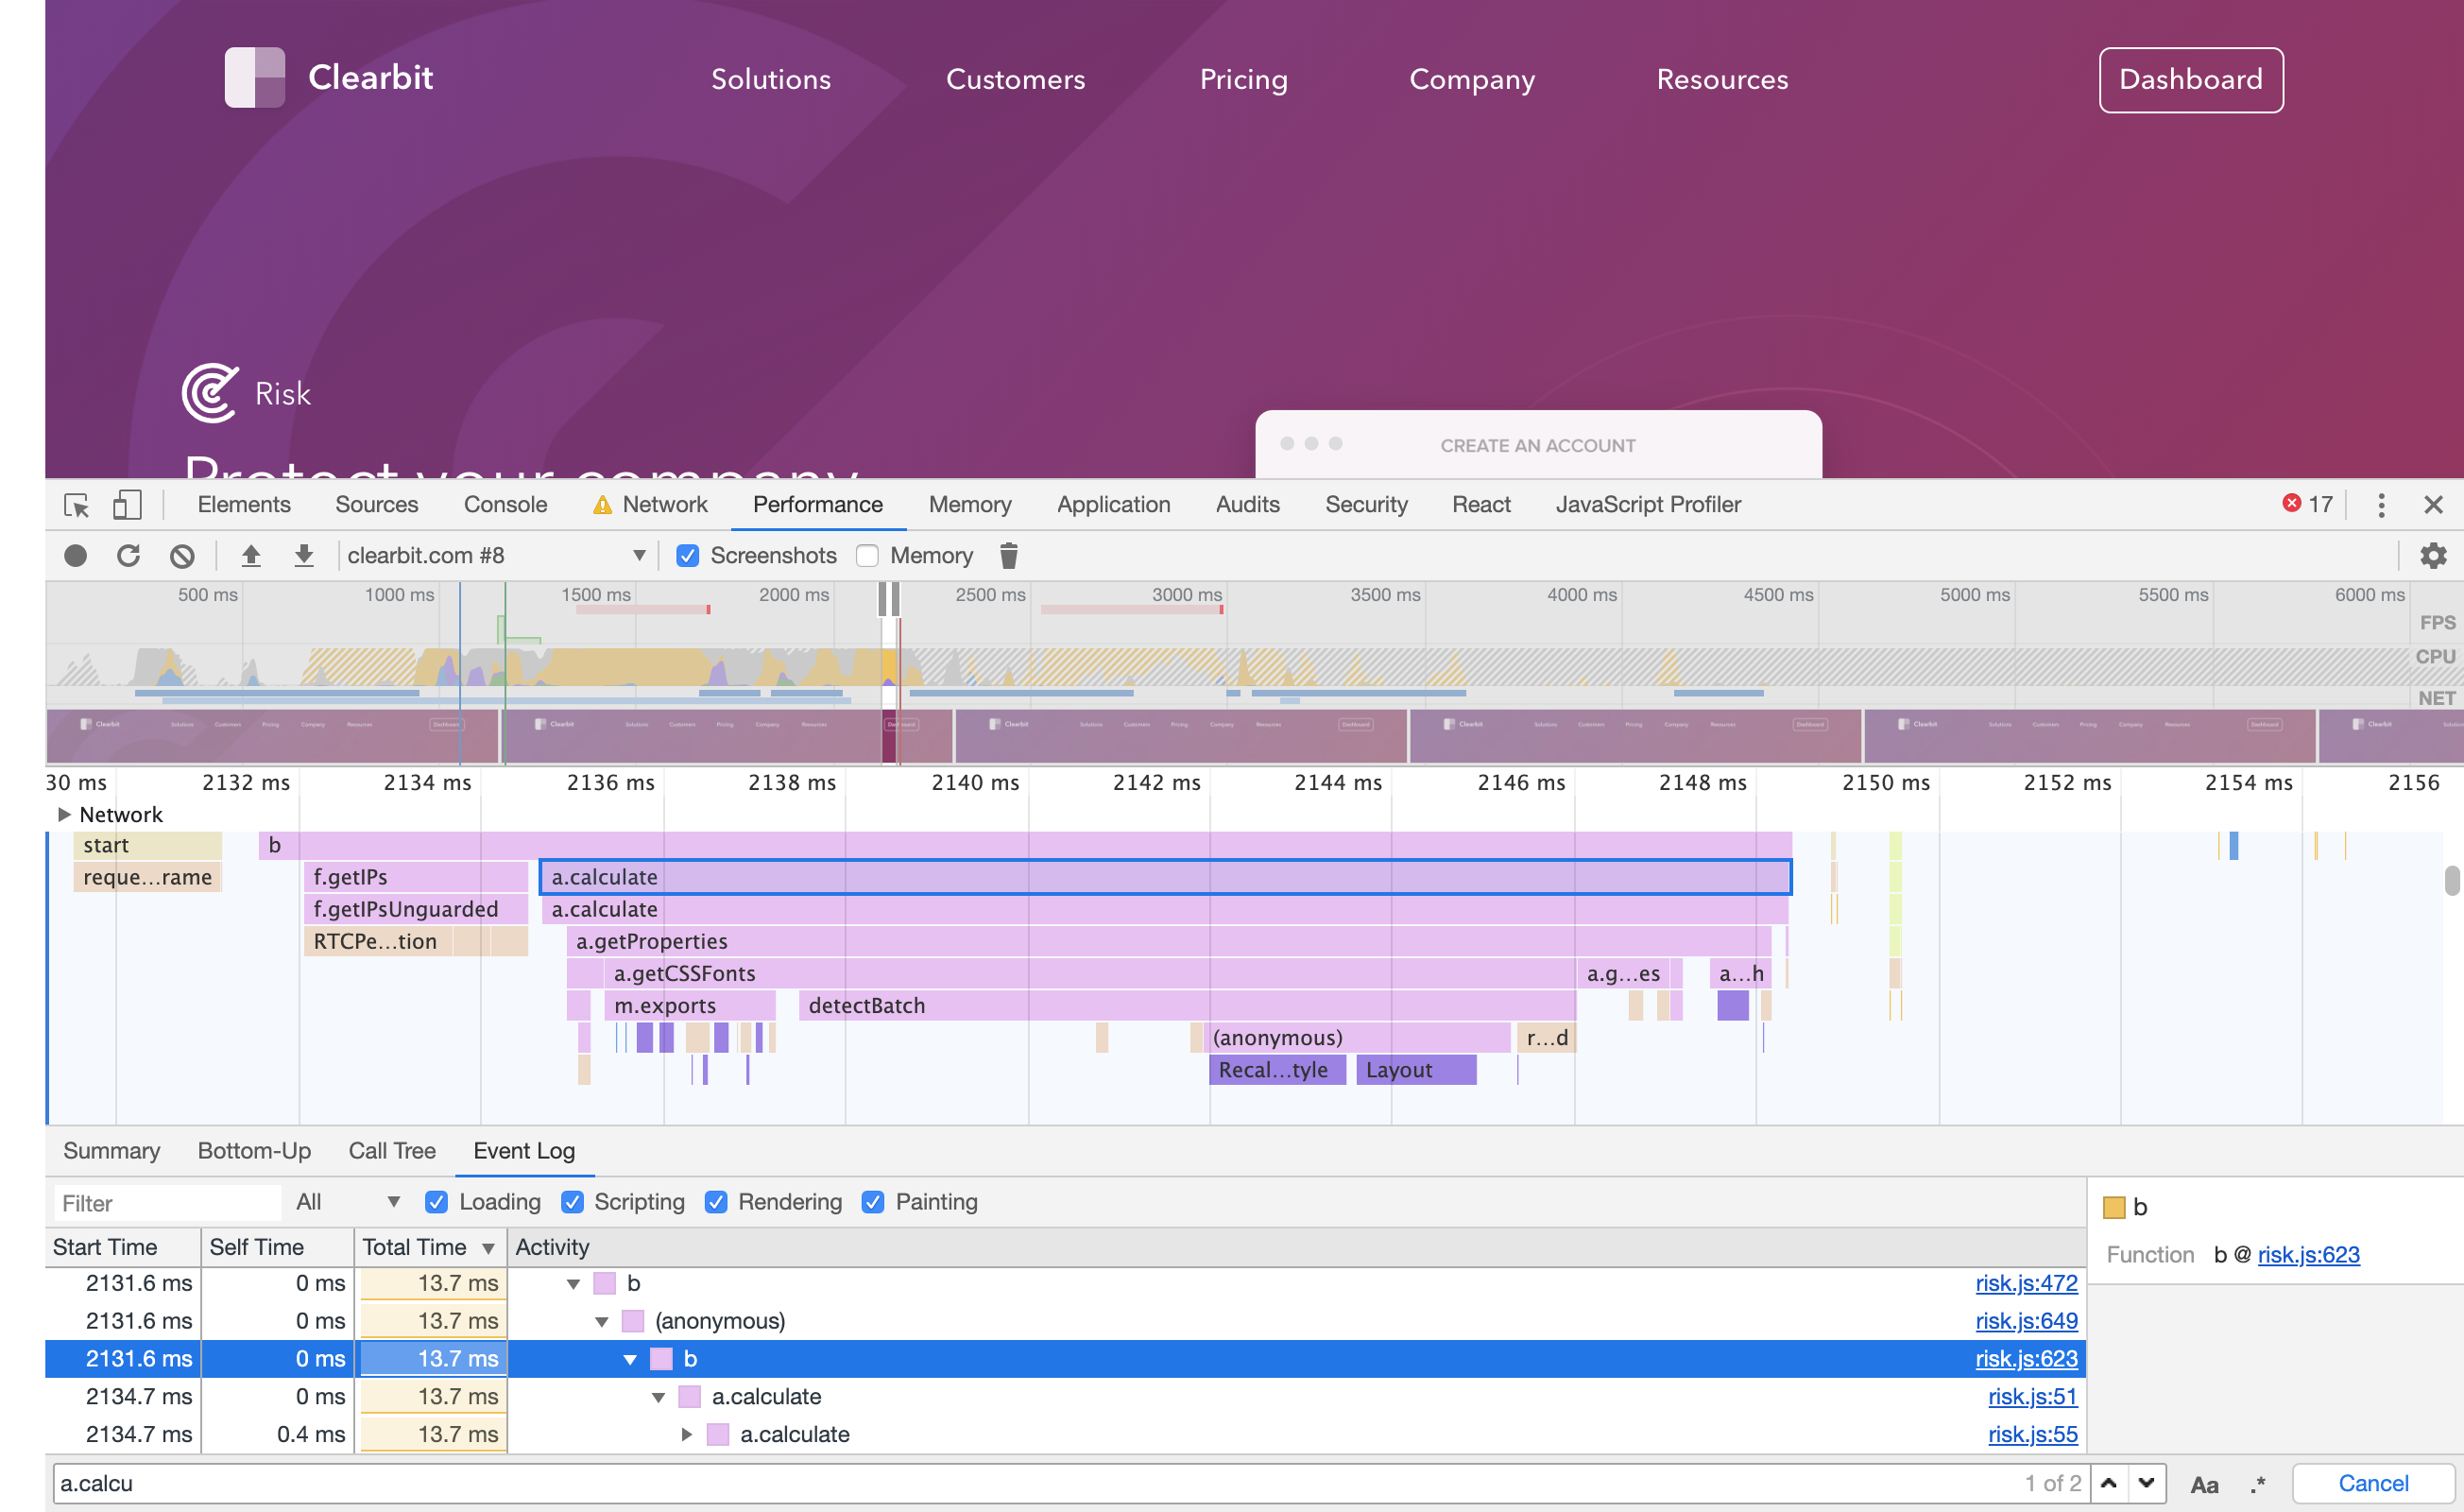 Clearbit Solutions Customers Pricing Company Resources Dashboard
Risk
CREATE AN ACCOUNT
Protect your company
Elements Sources Console Network Performance Memory Application Audits Security React JavaScript Profiler 17
clearbit.com #8 Screenshots Memory
500 ms 1000 ms 1500 ms 2000 ms 2500 ms 3000 ms 3500 ms 4000 ms 4500 ms 5000 ms 5500 ms 6000 ms
FPS
CPU
NET
30 ms 2132 ms 2134 ms 2136 ms 2138 ms 2140 ms 2142 ms 2144 ms 2146 ms 2148 ms 2150 ms 2152 ms 2154 ms 2156
Network
start b
reque...rame f.getIPs a.calculate
f.getIPsUnguarded a.calculate
RTCPe...tion a.getProperties
a.getCSSFonts a.g...es a...h
m.exports detectBatch
(anonymous) r...d
Recal...tyle Layout
Summary Bottom-Up Call Tree Event Log
Filter All Loading Scripting Rendering Painting
b
Start Time Self Time Total Time Activity
Function b @ risk.js:623
2131.6 ms 0 ms 13.7 ms b risk.js:472
2131.6 ms 0 ms 13.7 ms (anonymous) risk.js:649
2131.6 ms 0 ms 13.7 ms b risk.js:623
2134.7 ms 0 ms 13.7 ms a.calculate risk.js:51
2134.7 ms 0.4 ms 13.7 ms a.calculate risk.js:55
a.calcu 1 of 2 Aa .* Cancel